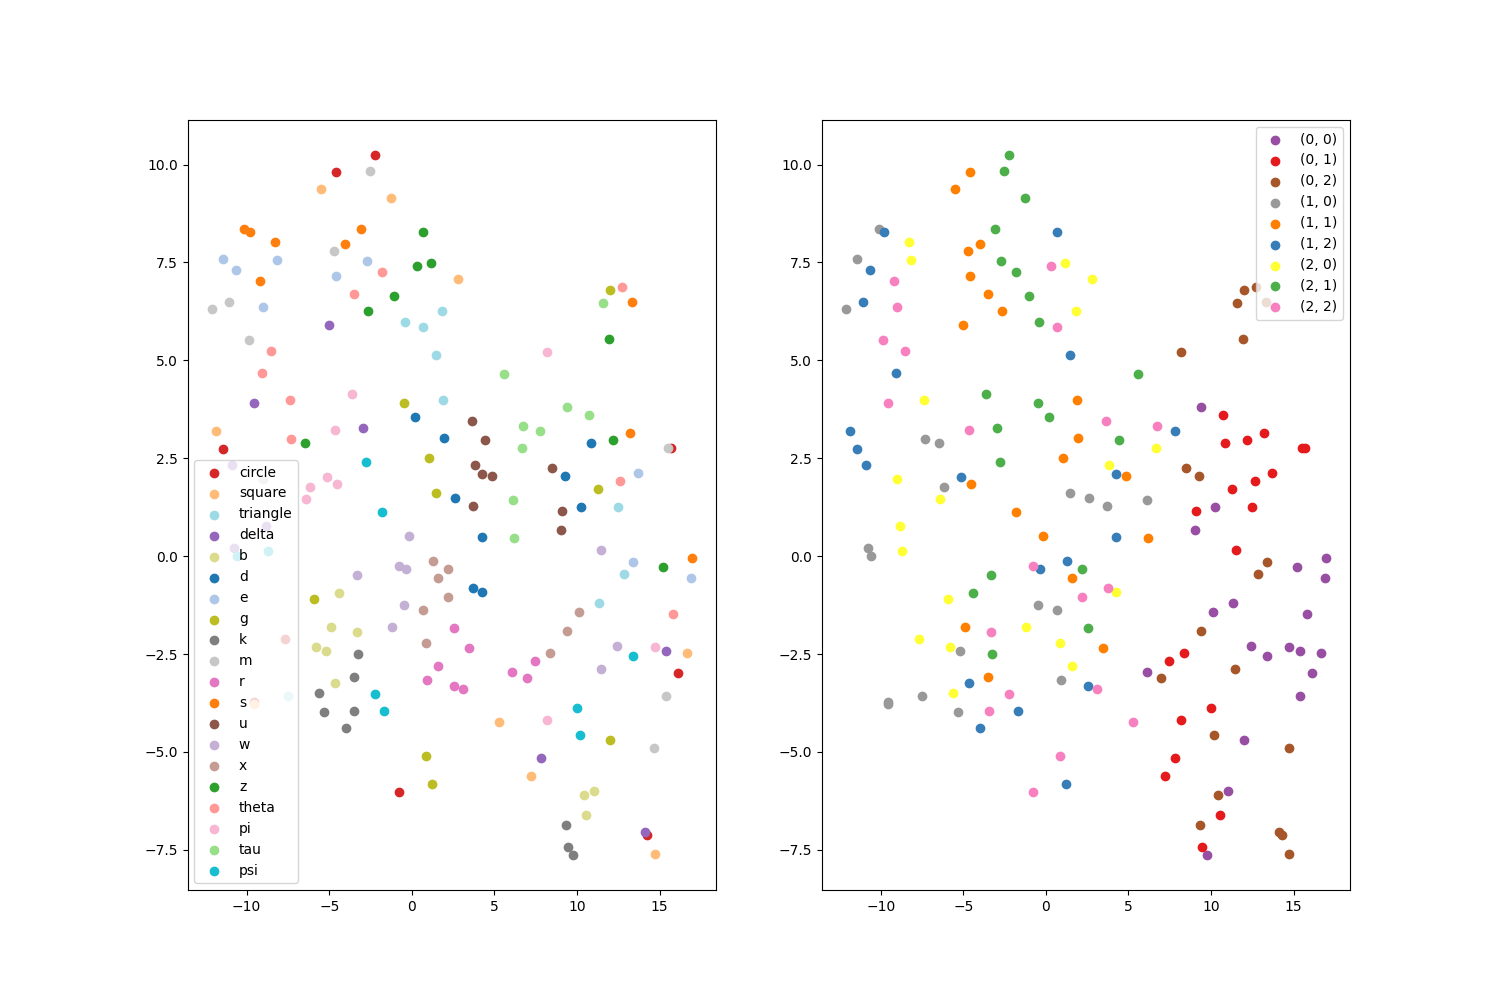 10.0
7.5
5.0
2.5
0.0
−2.5
−5.0
−7.5
−10
−5
0
5
10
15
circle
square
triangle
delta
b
d
e
g
k
m
r
s
u
w
x
z
theta
pi
tau
psi
10.0
7.5
5.0
2.5
0.0
−2.5
−5.0
−7.5
−10
−5
0
5
10
15
(0, 0)
(0, 1)
(0, 2)
(1, 0)
(1, 1)
(1, 2)
(2, 0)
(2, 1)
(2, 2)